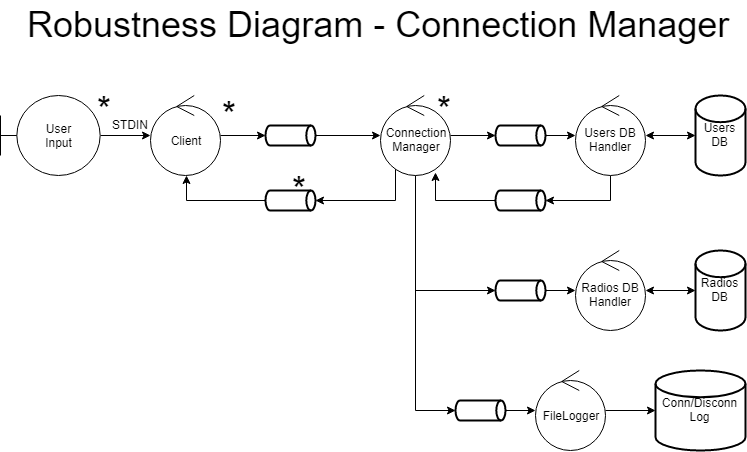 Robustness Diagram - Connection Manager
*
*
*
STDIN
User
Input
Client
Connection
Manager
Users DB
Handler
Users
DB
*
Radios DB
Handler
Radios
DB
FileLogger
Conn/Disconn
Log